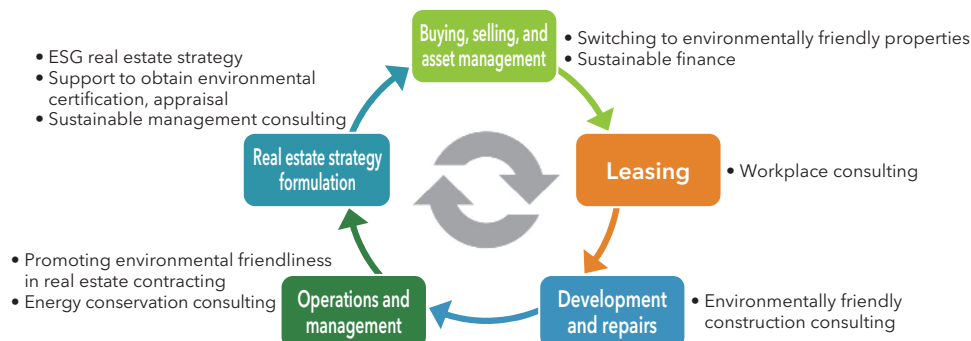 Buying, selling, and
asset management
• Switching to environmentally friendly properties
• Sustainable finance
• ESG real estate strategy
• Support to obtain environmental
certification, appraisal
• Sustainable management consulting
Real estate strategy
formulation
Leasing
• Workplace consulting
• Promoting environmental friendliness
in real estate contracting
• Energy conservation consulting
Operations and
management
Development
and repairs
• Environmentally friendly
construction consulting